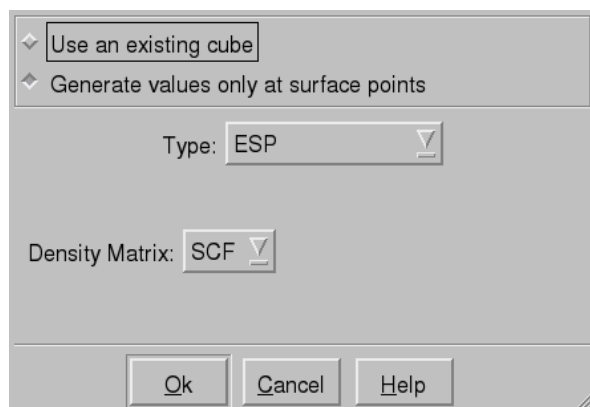 Use an existing cube
Generate values only at surface points
Type: ESP
Density Matrix: SCF
Ok Cancel Help